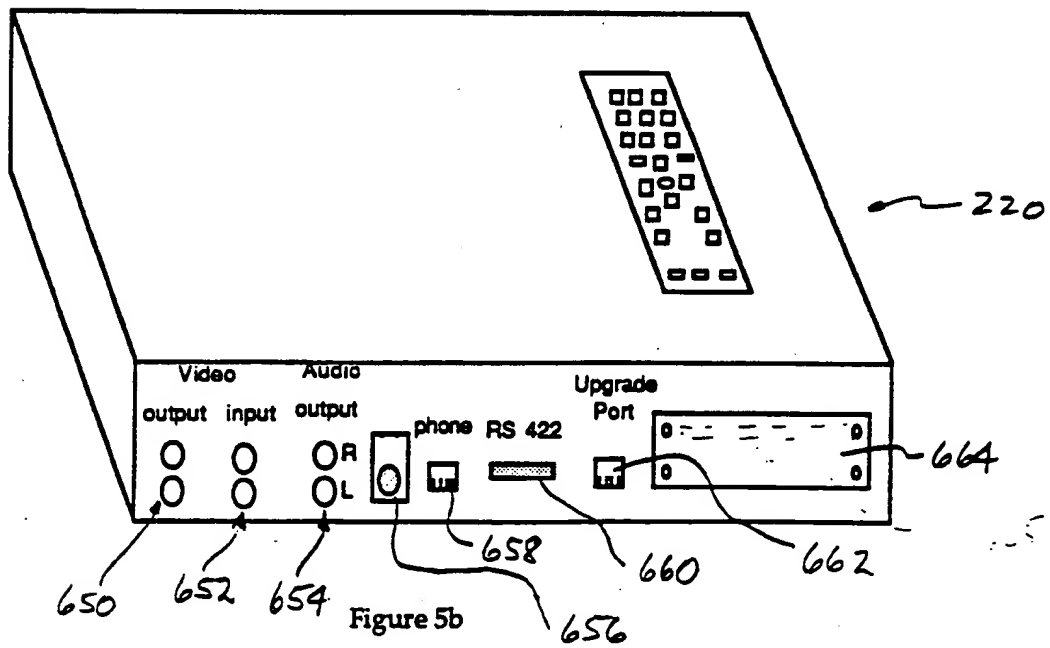 220
Video Audio
output input output
R
L
phone
RS 422
Upgrade
Port
664
650
652
654
658
660
662
656
Figure 5b